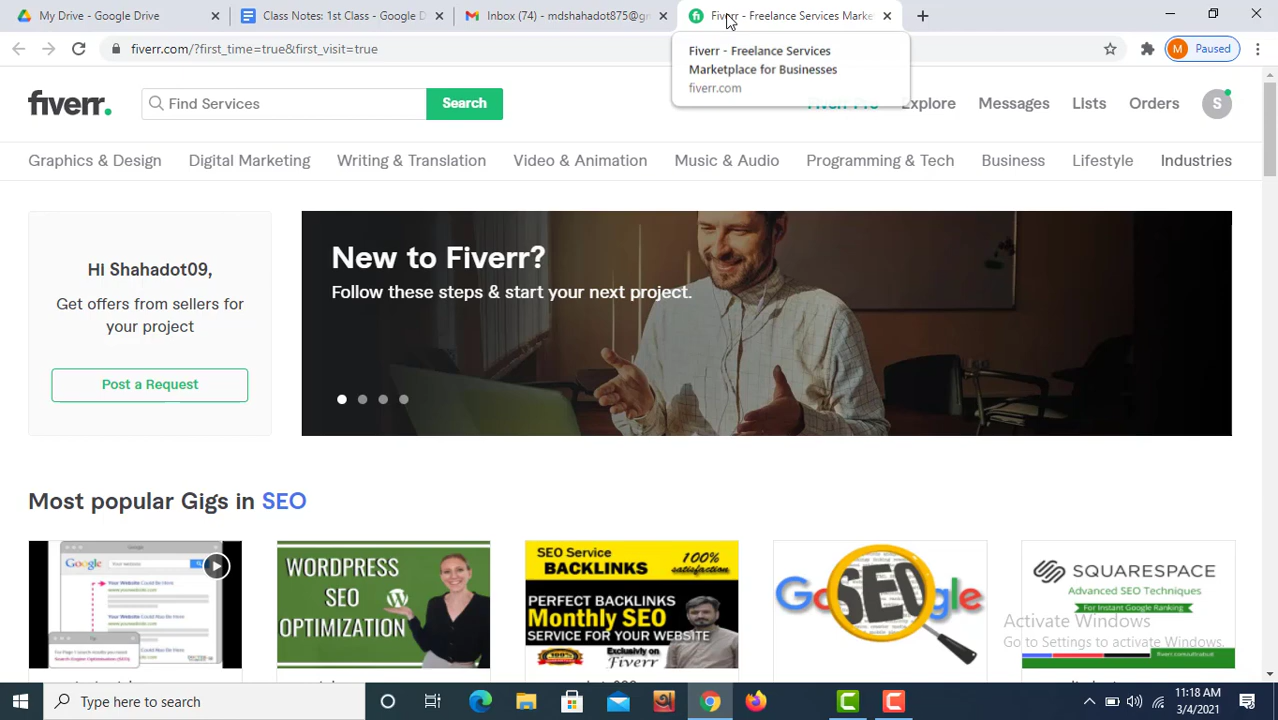 My Drive
Class Notes: 1st Class - Google D
Inbox (74) - mdshahadot875@gm
Fiverr - Freelance Services Marke
fiverr.com/?first_time=true&first_visit=true
Paused
M
Fiverr - Freelance Services
Marketplace for Businesses
fiverr.com
fiverr.
Find Services
Search
Explore
Messages
Lists
Orders
S
Graphics & Design
Digital Marketing
Writing & Translation
Video & Animation
Music & Audio
Programming & Tech
Business
Lifestyle
Industries
Hi Shahadot09,
Get offers from sellers for
your project
Post a Request
New to Fiverr?
Follow these steps & start your next project.
Most popular Gigs in SEO
Google
WORDPRESS
SEO
OPTIMIZATION
SEO Service
BACKLINKS
100%
satisfaction
PERFECT BACKLINKS
Monthly SEO
SERVICE FOR YOUR WEBSITE
Exclusivly on
Fiverr
Google
SEO
SQUARESPACE
Advanced SEO Techniques
For Instant Google Ranking
Activate Windows
Go to Settings to activate Windows.
Type here to search
11:18 AM
3/4/2021